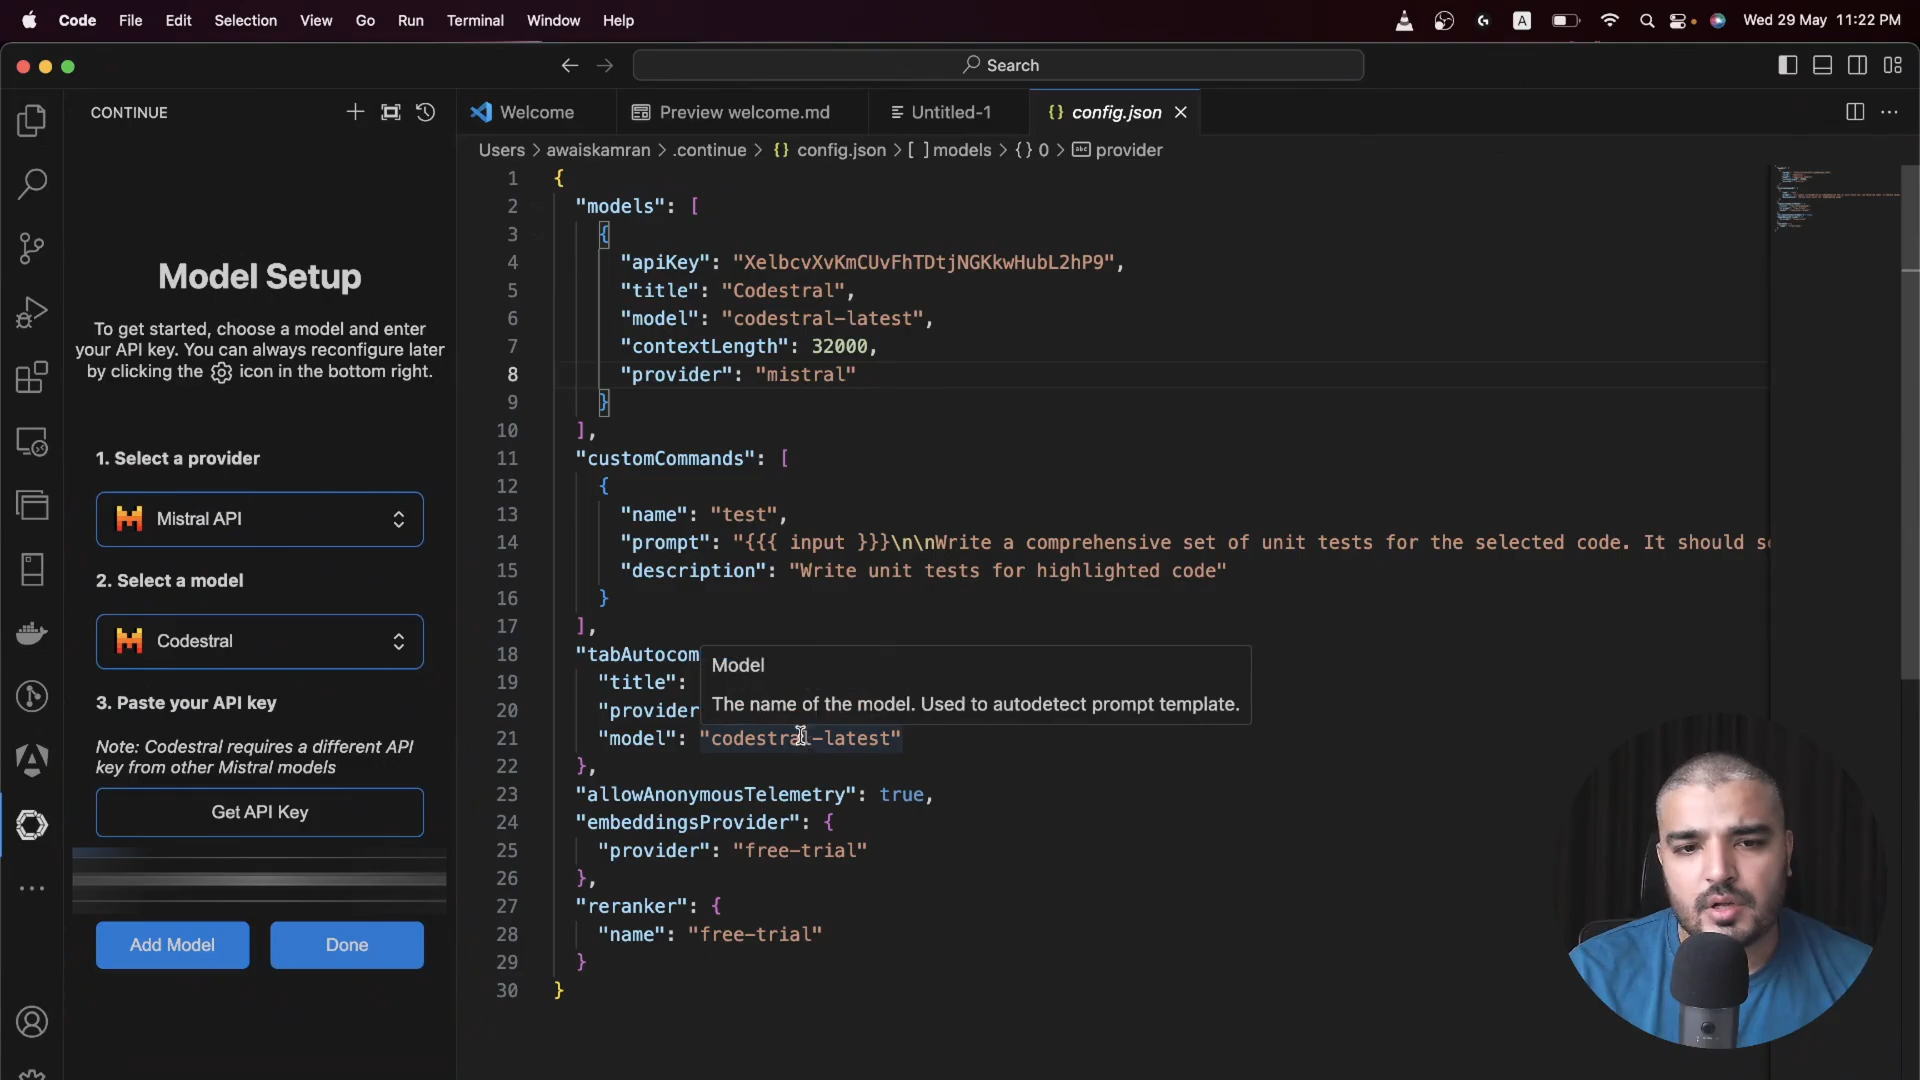 Code File Edit Selection View Go Run Terminal Window Help
A
Wed 29 May 11:22 PM
Search
CONTINUE
Welcome
Preview welcome.md
Untitled-1
{} config.json
Users > awaiskamran > .continue > {} config.json > [ ] models > {} 0 > abc provider
Model Setup
To get started, choose a model and enter
your API key. You can always reconfigure later
by clicking the icon in the bottom right.
1. Select a provider
Mistral API
2. Select a model
Codestral
3. Paste your API key
Note: Codestral requires a different API
key from other Mistral models
Get API Key
Add Model
Done
1 {
2 "models": [
3 {
4 "apiKey": "XelbcvXvKmCUvFhTDtjNGKkwHubL2hP9",
5 "title": "Codestral",
6 "model": "codestral-latest",
7 "contextLength": 32000,
8 "provider": "mistral"
9 }
10 ],
11 "customCommands": [
12 {
13 "name": "test",
14 "prompt": "{{{ input }}}\n\nWrite a comprehensive set of unit tests for the selected code. It should s
15 "description": "Write unit tests for highlighted code"
16 }
17 ],
18 "tabAutocom
19 "title":
20 "provider
21 "model": "codestral-latest"
22 },
23 "allowAnonymousTelemetry": true,
24 "embeddingsProvider": {
25 "provider": "free-trial"
26 },
27 "reranker": {
28 "name": "free-trial"
29 }
30 }
Model
The name of the model. Used to autodetect prompt template.